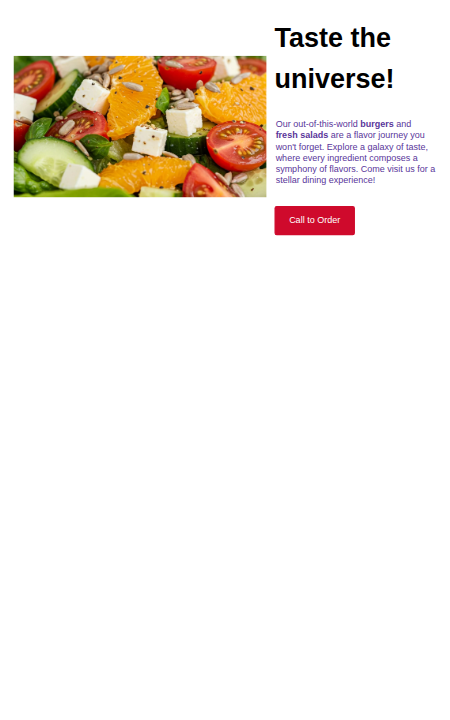 Taste the
universe!
Our out-of-this-world burgers and
fresh salads are a flavor journey you
won't forget. Explore a galaxy of taste,
where every ingredient composes a
symphony of flavors. Come visit us for a
stellar dining experience!
Call to Order